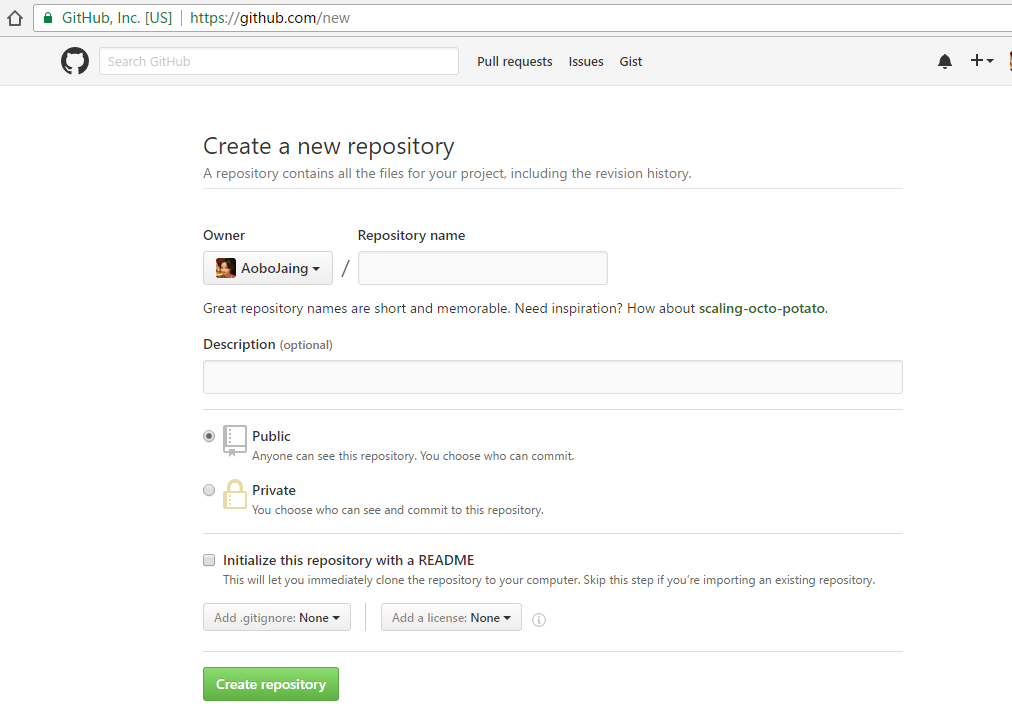 GitHub, Inc. [US] | https://github.com/new
Search GitHub Pull requests Issues Gist
Create a new repository
A repository contains all the files for your project, including the revision history.
Owner Repository name
AoboJaing /
Great repository names are short and memorable. Need inspiration? How about scaling-octo-potato.
Description (optional)
Public
Anyone can see this repository. You choose who can commit.
Private
You choose who can see and commit to this repository.
Initialize this repository with a README
This will let you immediately clone the repository to your computer. Skip this step if you’re importing an existing repository.
Add .gitignore: None Add a license: None
Create repository